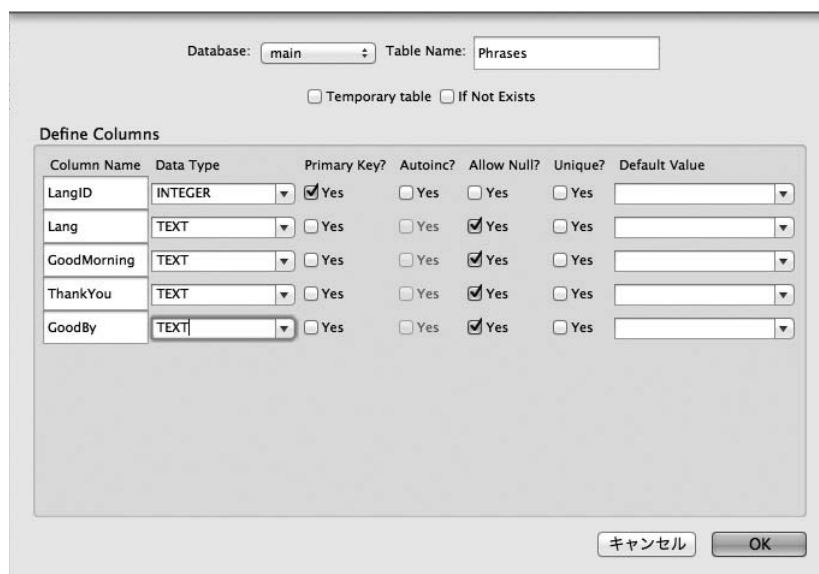 Database: main Table Name: Phrases
Temporary table If Not Exists
Define Columns
Column Name Data Type Primary Key? Autoinc? Allow Null? Unique? Default Value
LangID INTEGER Yes Yes Yes Yes
Lang TEXT Yes Yes Yes Yes
GoodMorning TEXT Yes Yes Yes Yes
ThankYou TEXT Yes Yes Yes Yes
GoodBy TEXT Yes Yes Yes Yes
キャンセル OK